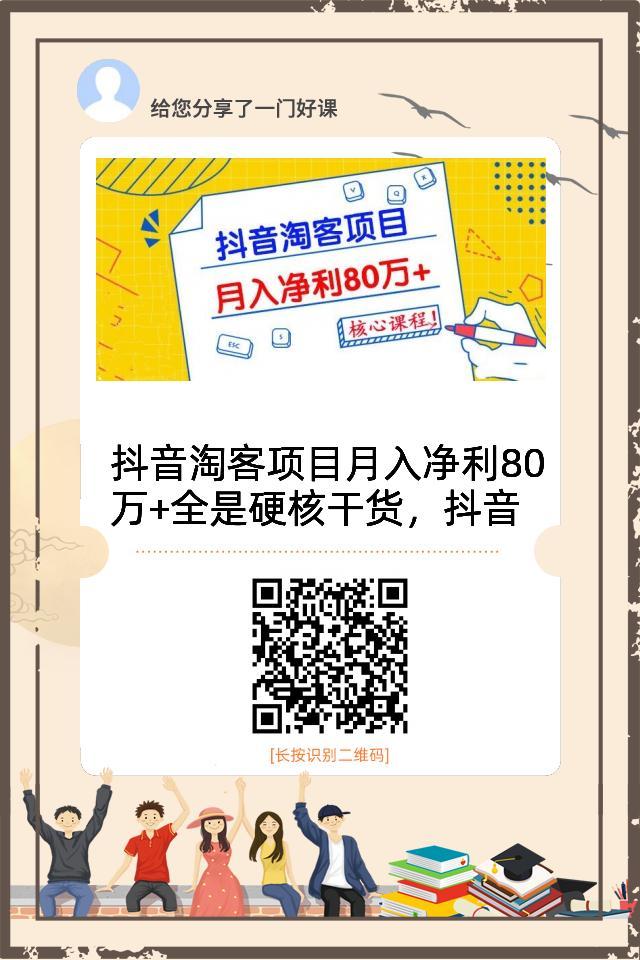 给您分享了一门好课
V
Q
X
抖音淘客项目
月入净利80万+
核心课程!
ESC
S
抖音淘客项目月入净利80
万+全是硬核干货，抖音
[长按识别二维码]